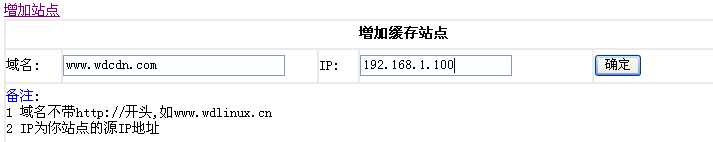 增加站点
增加缓存站点
域名: www.wdcdn.com IP: 192.168.1.100 确定
备注:
1 域名不带http://开头,如www.wdlinux.cn
2 IP为你站点的源IP地址